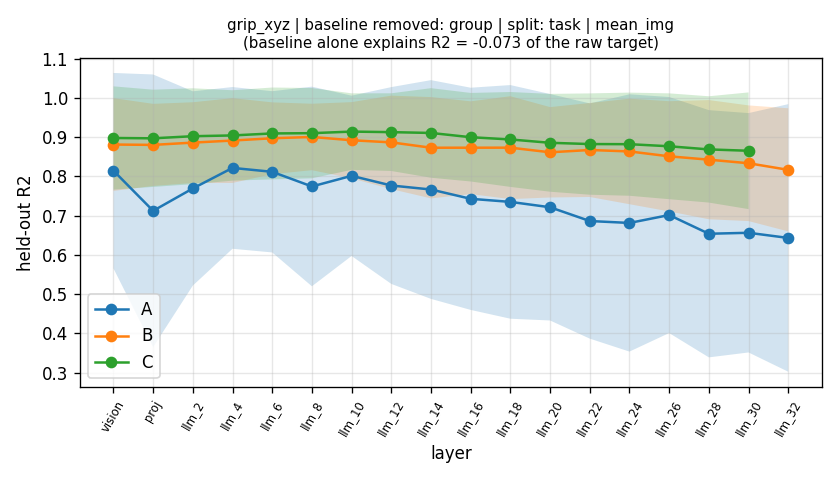 grip_xyz | baseline removed: group | split: task | mean_img
(baseline alone explains R2 = -0.073 of the raw target)
1.1
1.0
0.9
0.8
0.7
0.6
0.5
0.4
0.3
held-out R2
A
B
C
vision
proj
llm_2
llm_4
llm_6
llm_8
llm_10
llm_12
llm_14
llm_16
llm_18
llm_20
llm_22
llm_24
llm_26
llm_28
llm_30
llm_32
layer